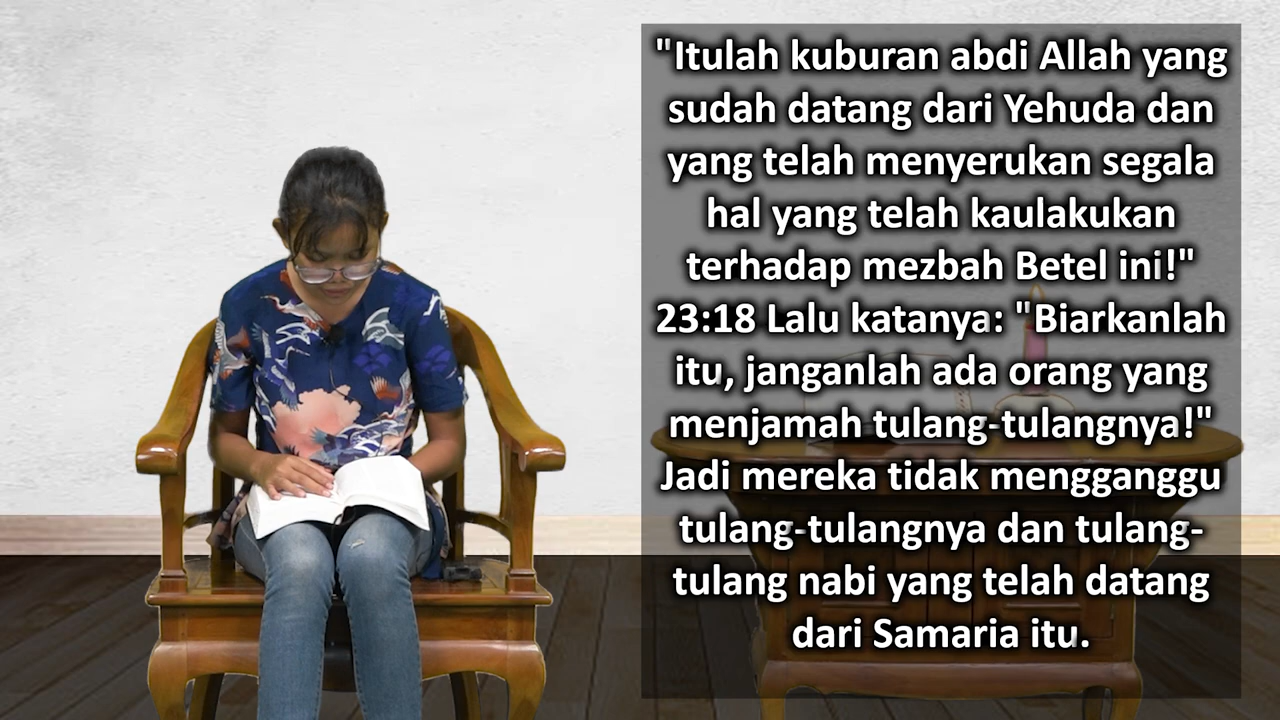 "Itulah kuburan abdi Allah yang
sudah datang dari Yehuda dan
yang telah menyerukan segala
hal yang telah kaulakukan
terhadap mezbah Betel ini!"
23:18 Lalu katanya: "Biarkanlah
itu, janganlah ada orang yang
menjamah tulang-tulangnya!"
Jadi mereka tidak mengganggu
tulang-tulangnya dan tulang-
tulang nabi yang telah datang
dari Samaria itu.